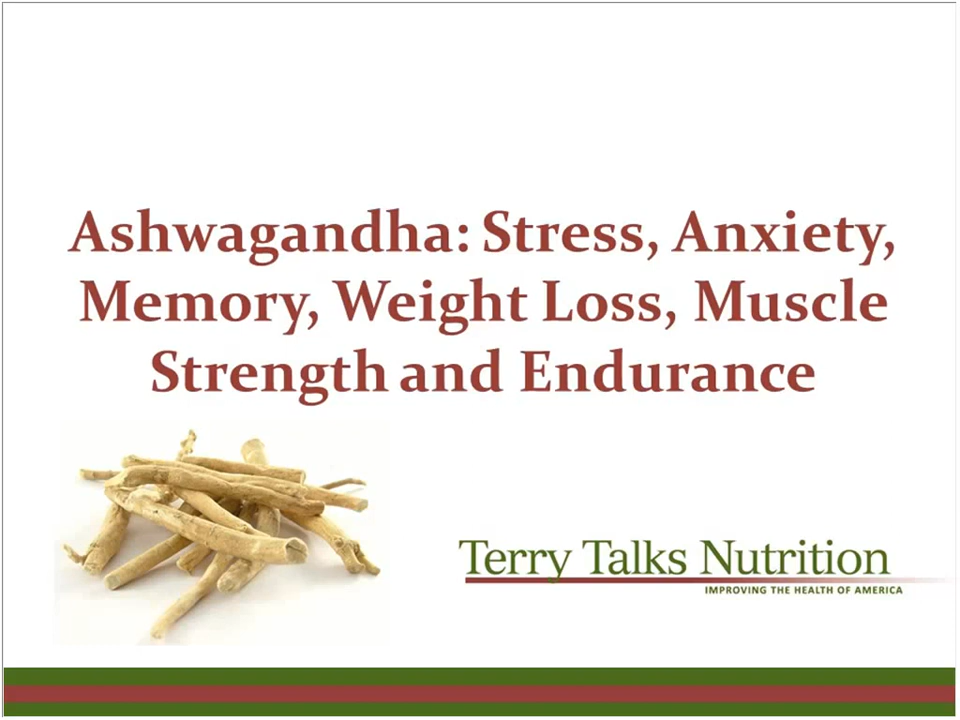 Ashwagandha: Stress, Anxiety,
Memory, Weight Loss, Muscle
Strength and Endurance
Terry Talks Nutrition
IMPROVING THE HEALTH OF AMERICA